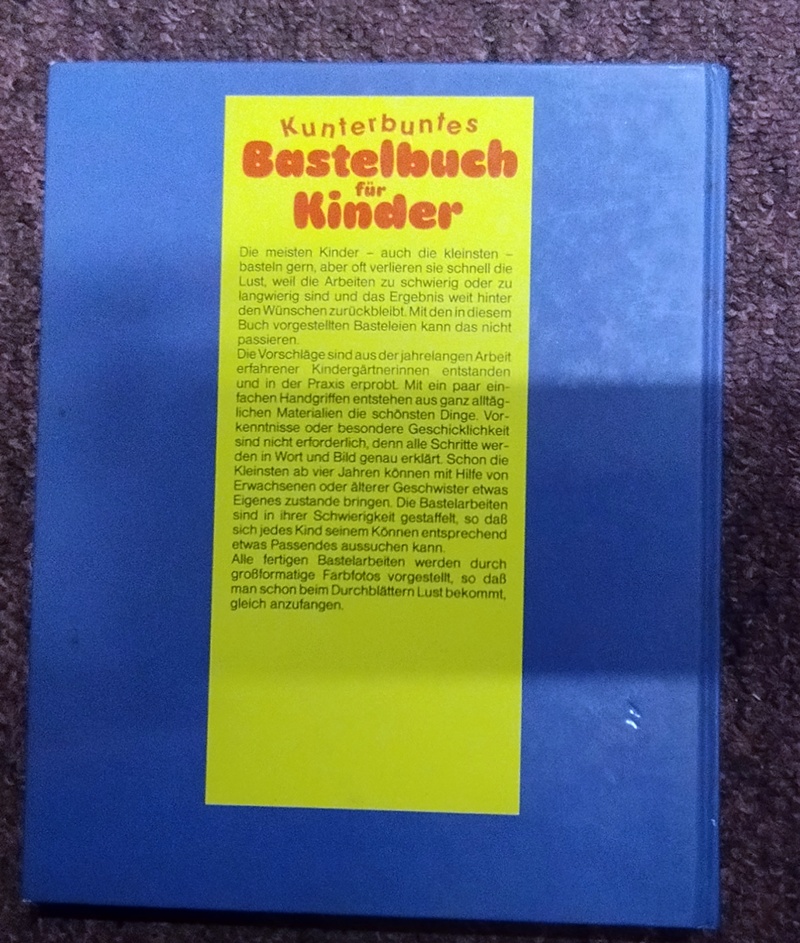 Kunterbuntes
Bastelbuch
für
Kinder
Die meisten Kinder – auch die kleinsten –
basteln gern, aber oft verlieren sie schnell die
Lust, weil die Arbeiten zu schwierig oder zu
langwierig sind und das Ergebnis weit hinter
den Wünschen zurückbleibt. Mit den in diesem
Buch vorgestellten Basteleien kann das nicht
passieren.
Die Vorschläge sind aus der jahrelangen Arbeit
erfahrener Kindergärtnerinnen entstanden
und in der Praxis erprobt. Mit ein paar ein-
fachen Handgriffen entstehen aus ganz alltäg-
lichen Materialien die schönsten Dinge. Vor-
kenntnisse oder besondere Geschicklichkeit
sind nicht erforderlich, denn alle Schritte wer-
den in Wort und Bild genau erklärt. Schon die
Kleinsten ab vier Jahren können mit Hilfe von
Erwachsenen oder älterer Geschwister etwas
Eigenes zustande bringen. Die Bastelarbeiten
sind in ihrer Schwierigkeit gestaffelt, so daß
sich jedes Kind seinem Können entsprechend
etwas Passendes aussuchen kann.
Alle fertigen Bastelarbeiten werden durch
großformatige Farbfotos vorgestellt, so daß
man schon beim Durchblättern Lust bekommt,
gleich anzufangen.